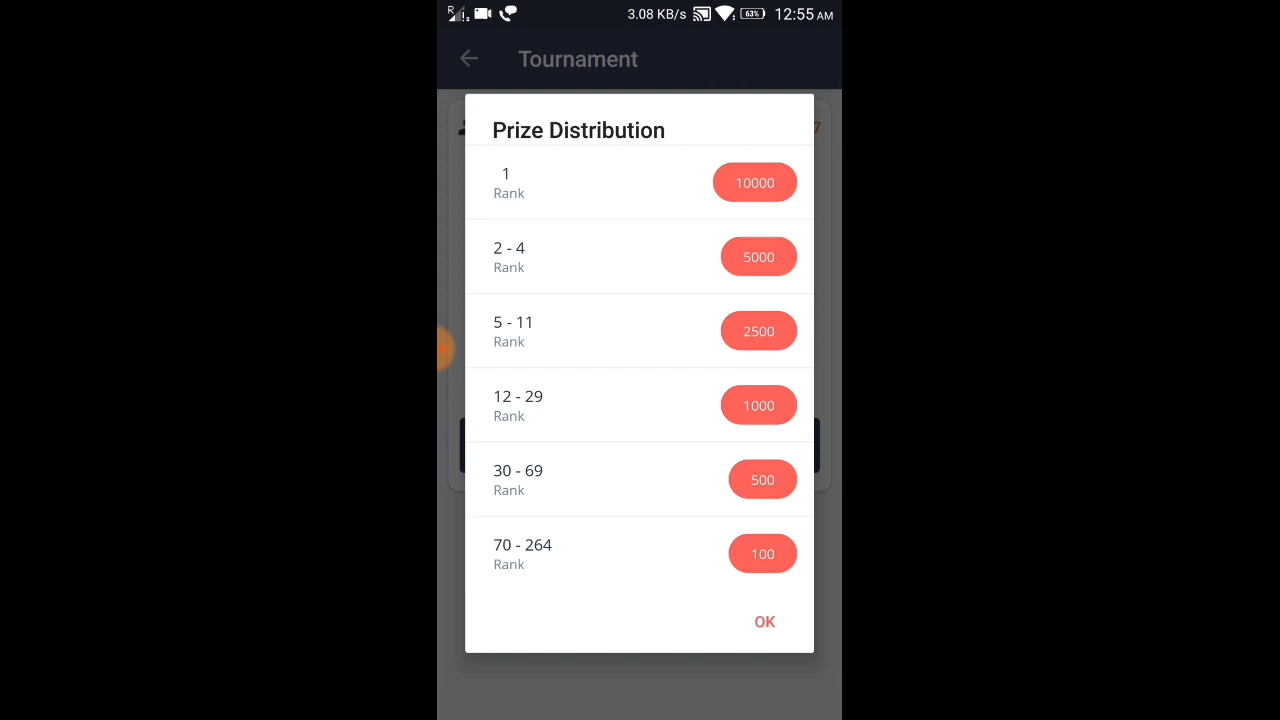 3.08 KB/s 63% 12:55 AM
Tournament
Prize Distribution
1
Rank
10000
2 - 4
Rank
5000
5 - 11
Rank
2500
12 - 29
Rank
1000
30 - 69
Rank
500
70 - 264
Rank
100
OK